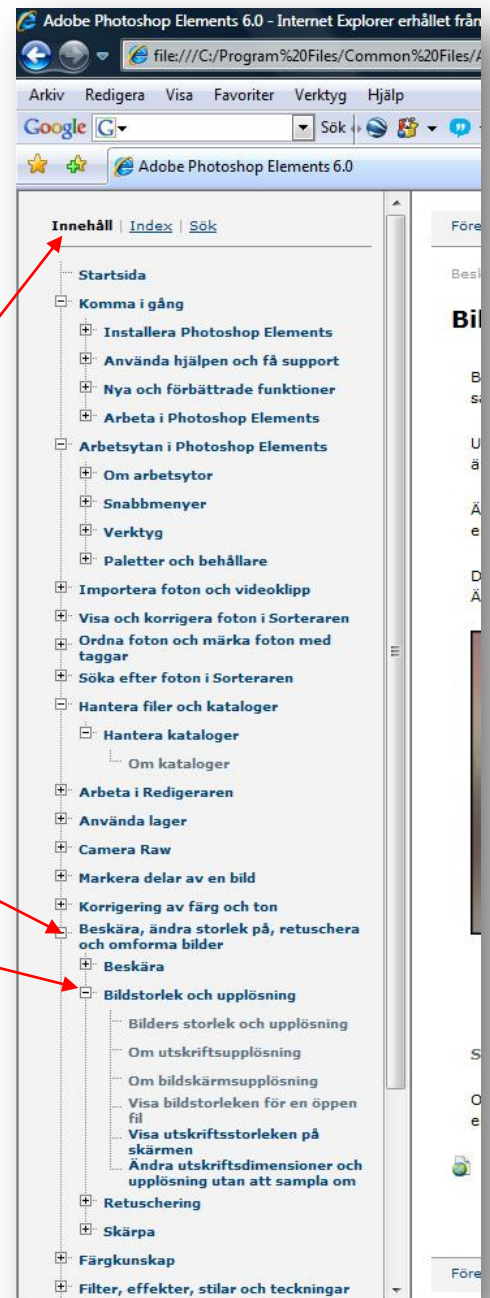 Adobe Photoshop Elements 6.0 - Internet Explorer erhållet från
file:///C:/Program%20Files/Common%20Files/A
Arkiv Redigera Visa Favoriter Verktyg Hjälp
Google G Sök
Adobe Photoshop Elements 6.0
Innehåll | Index | Sök
Före
Startsida
Besk
Komma i gång
Bil
Installera Photoshop Elements
Använda hjälpen och få support
Nya och förbättrade funktioner
Arbeta i Photoshop Elements
Arbetsytan i Photoshop Elements
Om arbetsytor
Snabbmenyer
Verktyg
Paletter och behållare
Importera foton och videoklipp
Visa och korrigera foton i Sorteraren
Ordna foton och märka foton med
taggar
Söka efter foton i Sorteraren
Hantera filer och kataloger
Hantera kataloger
Om kataloger
Arbeta i Redigeraren
Använda lager
Camera Raw
Markera delar av en bild
Korrigering av färg och ton
Beskära, ändra storlek på, retuschera
och omforma bilder
Beskära
Bildstorlek och upplösning
Bilders storlek och upplösning
Om utskriftsupplösning
Om bildskärmsupplösning
Visa bildstorleken för en öppen
fil
Visa utskriftsstorleken på
skärmen
Ändra utskriftsdimensioner och
upplösning utan att sampla om
Retuschering
Skärpa
Färgkunskap
Före
Filter, effekter, stilar och teckningar